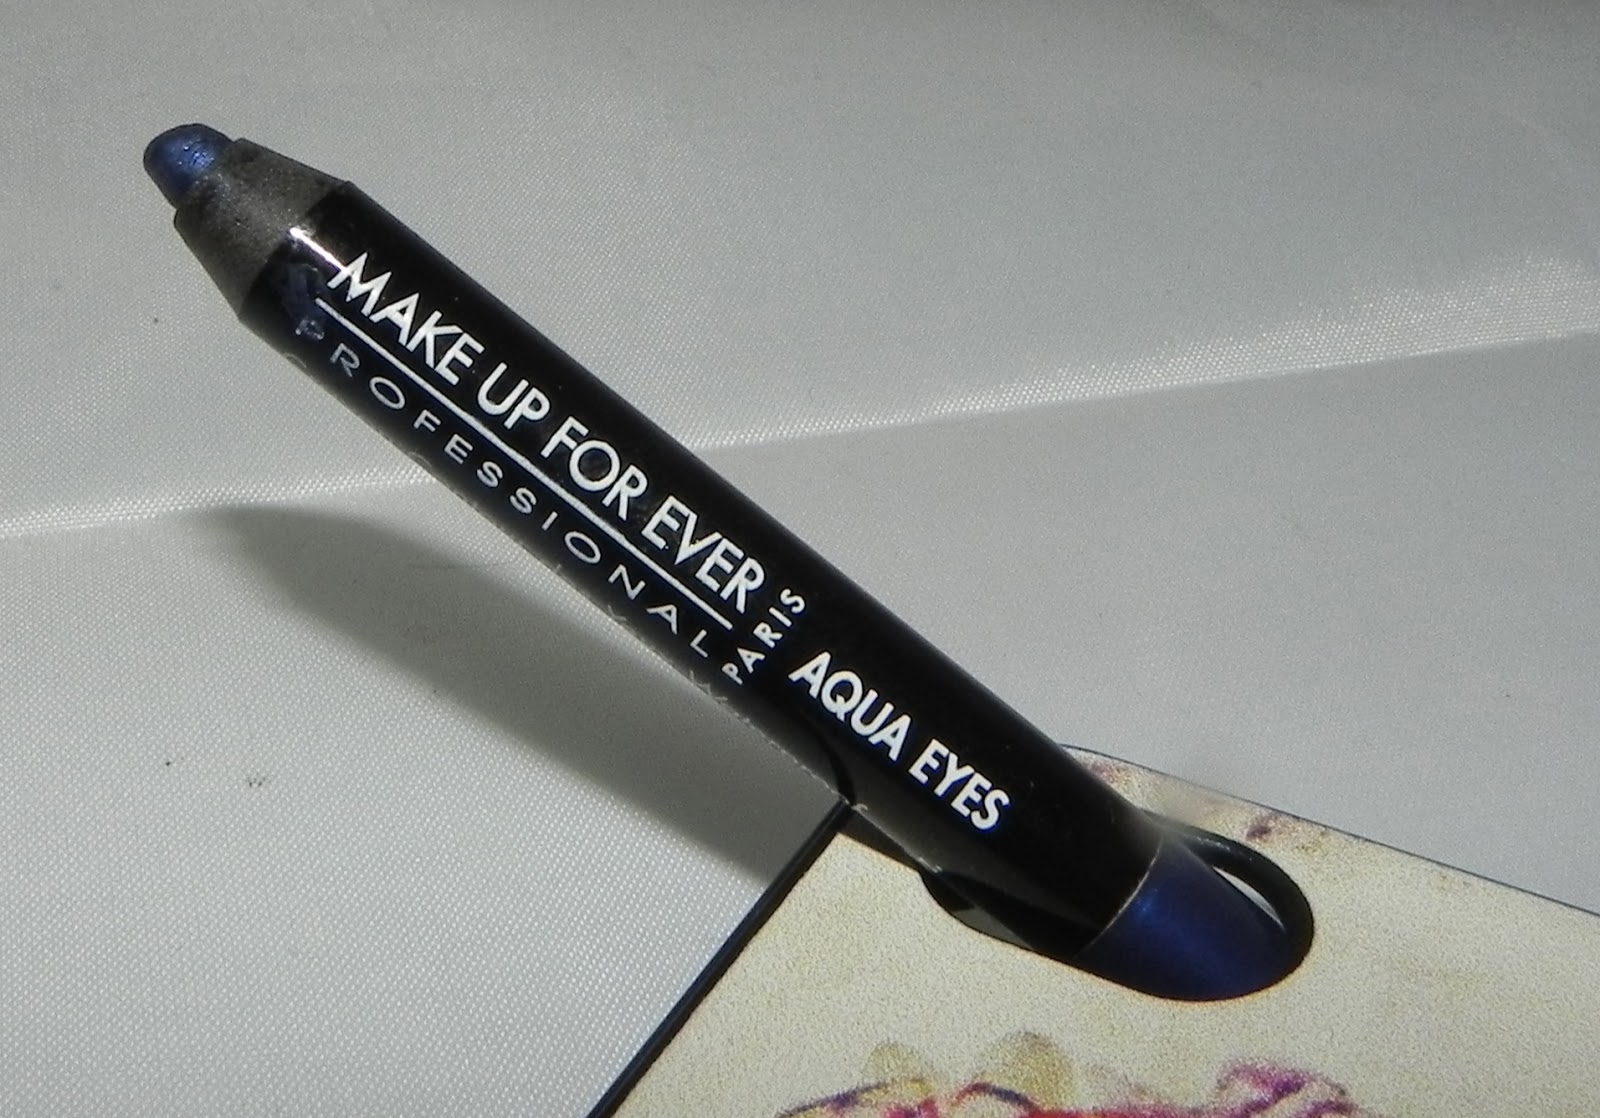 MAKE UP FOR EVER
PROFESSIONAL
PARIS
AQUA EYES